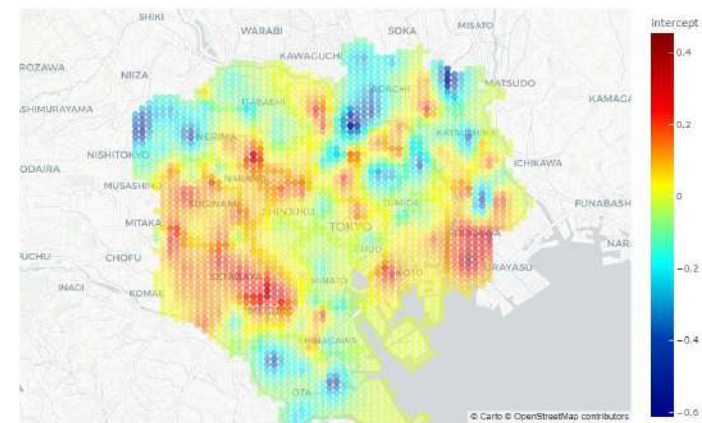 SHIKI
WARABI
SOKA
MISATO
Intercept
0.4
KAWAGUCHI
ROZAWA
NIIZA
ADACHI
MATSUDO
ITABASHI
KAMAGA
SHIMURAYAMA
KATSUSHIKA
0.2
NERIMA
NISHITOKYO
ICHIKAWA
ODAIRA
MUSASHINO
NAKANO
0
SUGINAMI
SHINJUKU
SUMIDA
FUNABASH
MITAKA
TOKYO
NAR
UCHU
CHOFU
CHUO
URAYASU
−0.2
SETAGAYA
KOTO
INAGI
KOMAE
MINATO
MEGURO
SHINAGAWA
−0.4
OTA
−0.6
© Carto © OpenStreetMap contributors